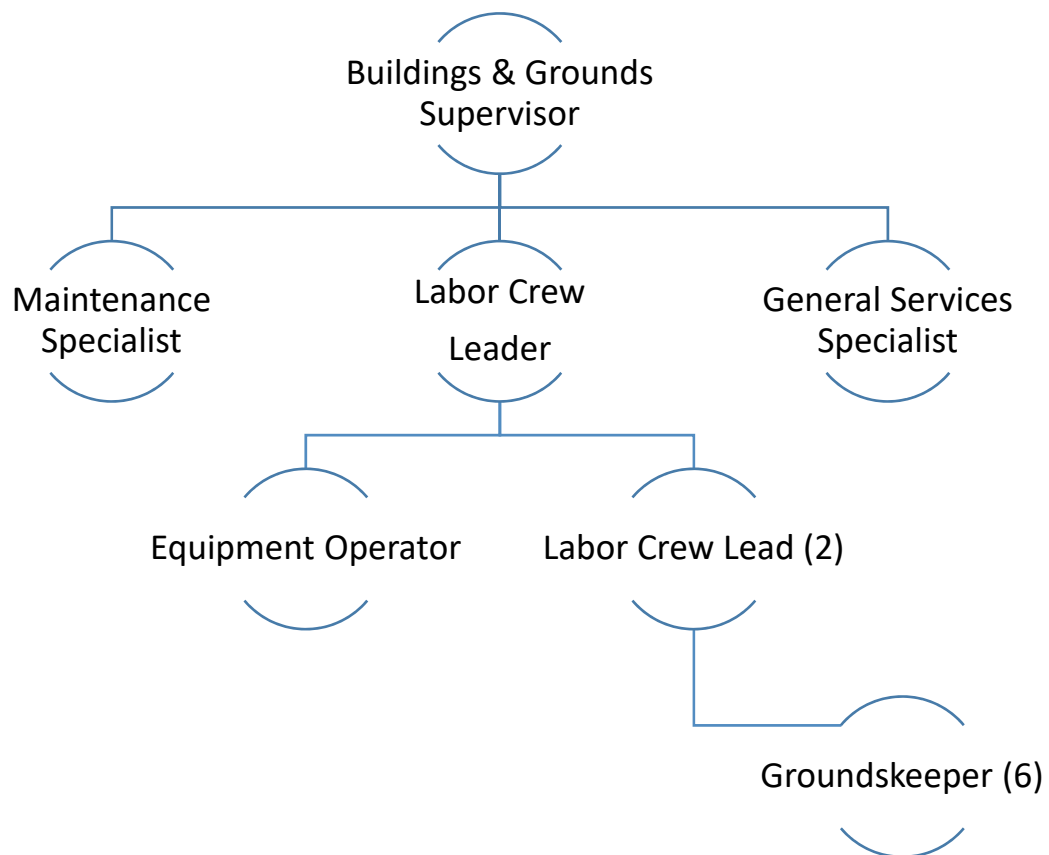 Buildings & Grounds
Supervisor
Maintenance
Specialist
Labor Crew
Leader
General Services
Specialist
Equipment Operator
Labor Crew Lead (2)
Groundskeeper (6)